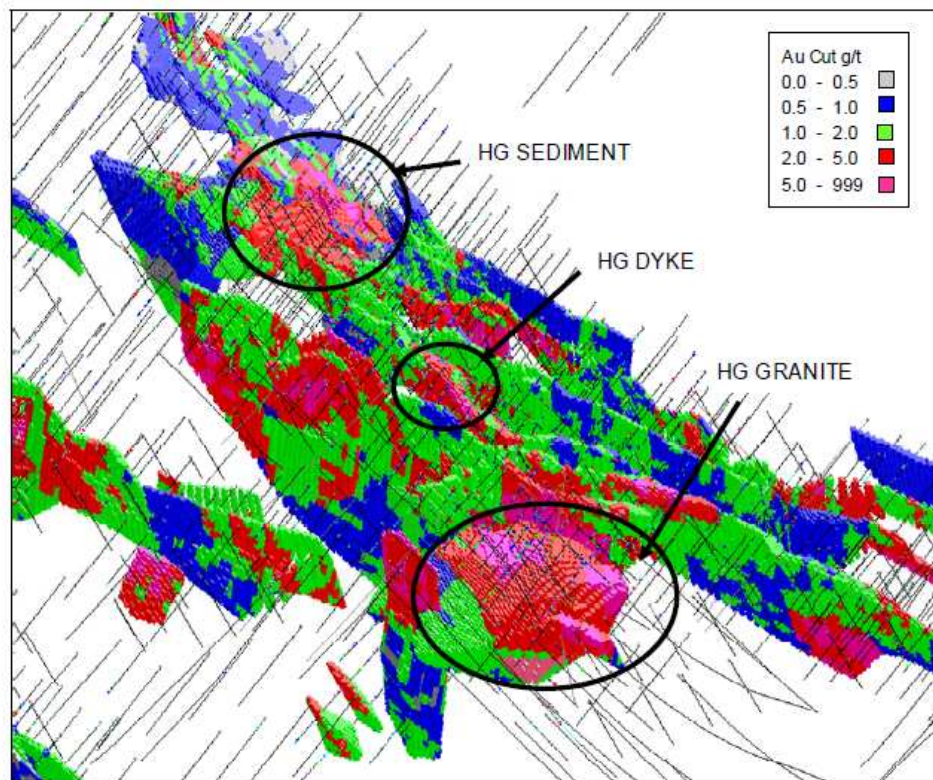 Au Cut g/t
0.0 - 0.5
0.5 - 1.0
1.0 - 2.0
2.0 - 5.0
5.0 - 999
HG SEDIMENT
HG DYKE
HG GRANITE